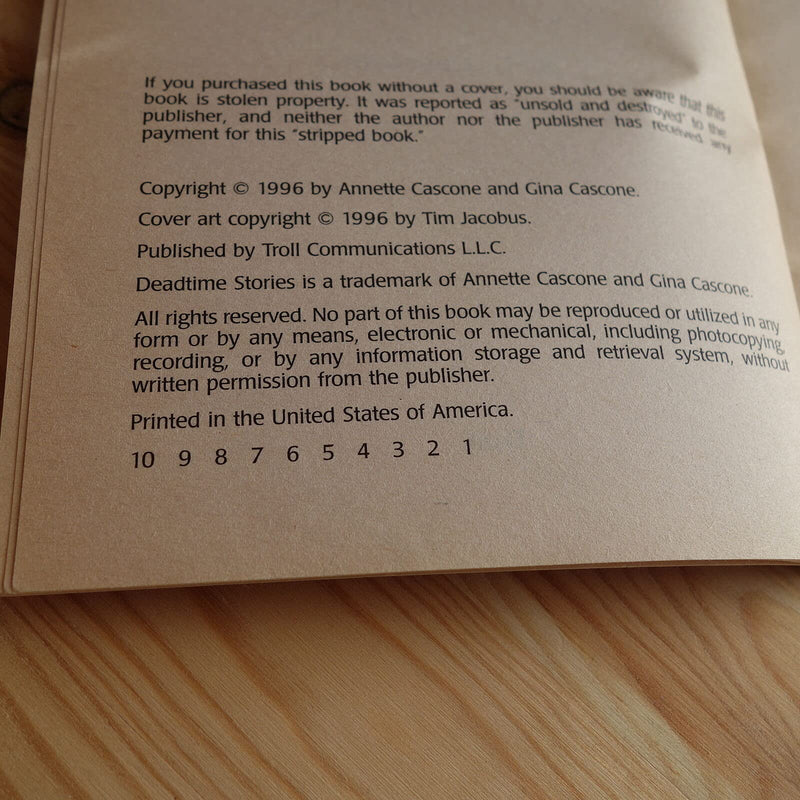 If you purchased this book without a cover, you should be aware that this
book is stolen property. It was reported as "unsold and destroyed" to the
publisher, and neither the author nor the publisher has received any
payment for this "stripped book."
Copyright © 1996 by Annette Cascone and Gina Cascone.
Cover art copyright © 1996 by Tim Jacobus.
Published by Troll Communications L.L.C.
Deadtime Stories is a trademark of Annette Cascone and Gina Cascone.
All rights reserved. No part of this book may be reproduced or utilized in any
form or by any means, electronic or mechanical, including photocopying,
recording, or by any information storage and retrieval system, without
written permission from the publisher.
Printed in the United States of America.
10 9 8 7 6 5 4 3 2 1